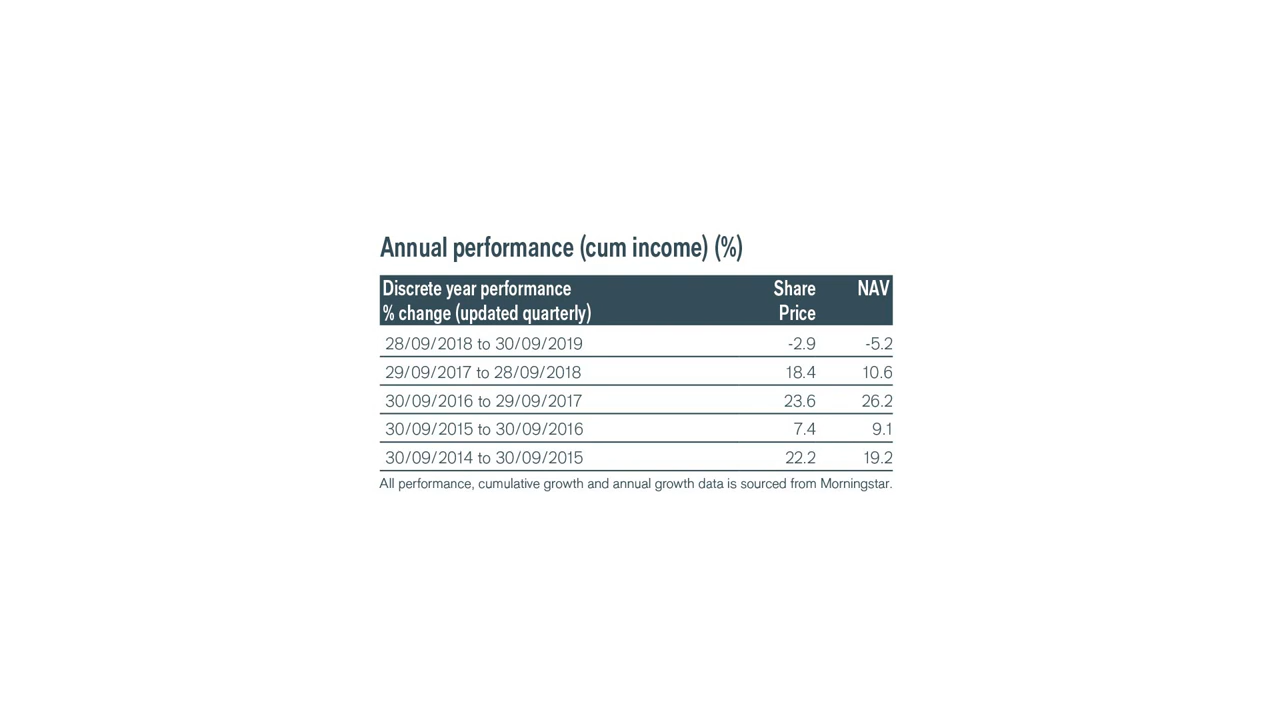 Annual performance (cum income) (%)
Discrete year performance Share NAV
% change (updated quarterly) Price
28/09/2018 to 30/09/2019 -2.9 -5.2
29/09/2017 to 28/09/2018 18.4 10.6
30/09/2016 to 29/09/2017 23.6 26.2
30/09/2015 to 30/09/2016 7.4 9.1
30/09/2014 to 30/09/2015 22.2 19.2
All performance, cumulative growth and annual growth data is sourced from Morningstar.